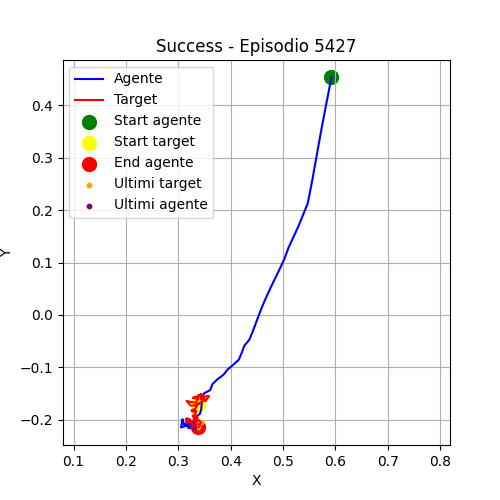 Success - Episodio 5427
Agente
Target
Start agente
Start target
End agente
Ultimi target
Ultimi agente
Y
0.4
0.3
0.2
0.1
0.0
−0.1
−0.2
0.1 0.2 0.3 0.4 0.5 0.6 0.7 0.8
X